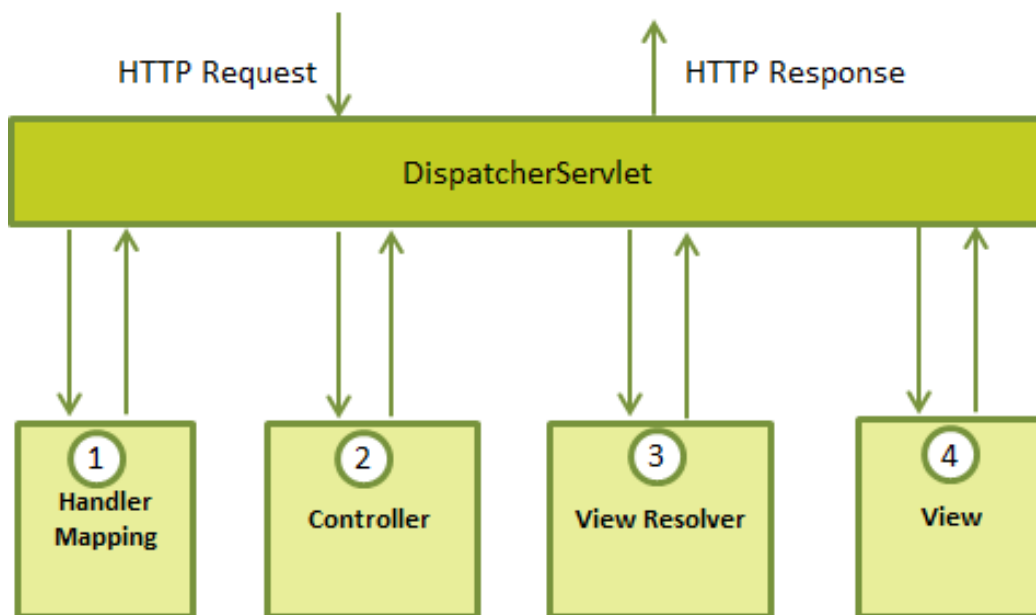 HTTP Request
HTTP Response
DispatcherServlet
1
Handler
Mapping
2
Controller
3
View Resolver
4
View